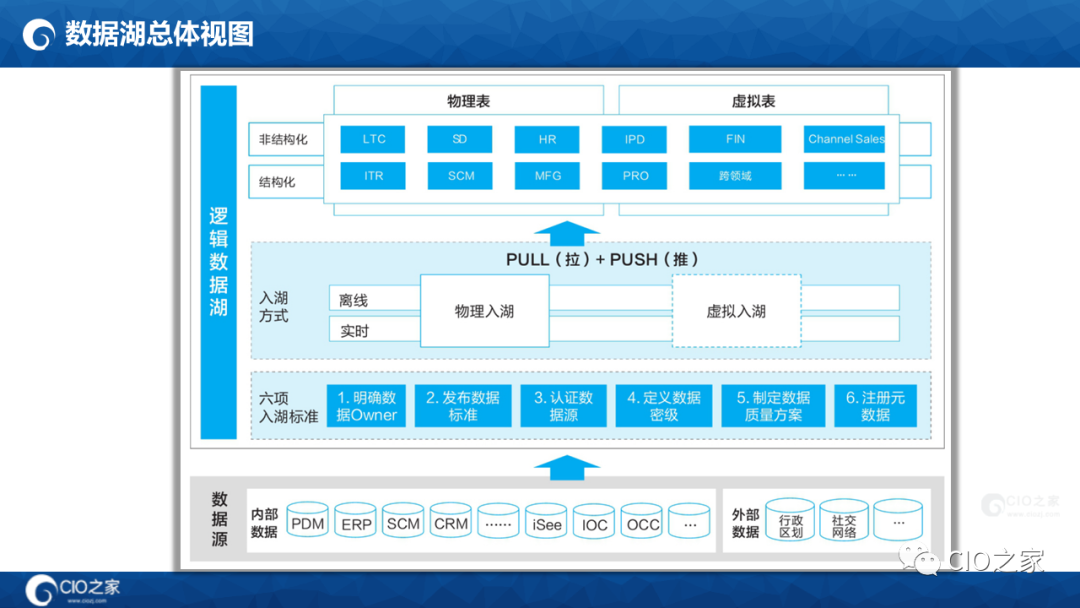 数据湖总体视图
物理表
虚拟表
非结构化
LTC
SD
HR
IPD
FIN
Channel Sales
结构化
ITR
SCM
MFG
PRO
跨领域
... ...
逻辑数据湖
PULL（拉）+ PUSH（推）
入湖
方式
离线
实时
物理入湖
虚拟入湖
六项
入湖标准
1. 明确数
据Owner
2. 发布数据
标准
3. 认证数
据源
4. 定义数据
密级
5. 制定数据
质量方案
6. 注册元
数据
数据源
内部
数据
PDM
ERP
SCM
CRM
......
iSee
IOC
OCC
...
外部
数据
行政
区划
社交
网络
...
CIO之家
www.ciozj.com
CIO之家
CIO之家
www.ciozj.com